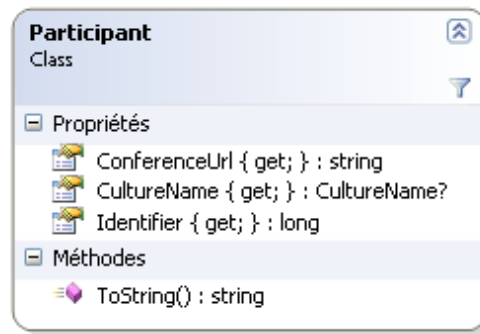 Participant
Class
Propriétés
ConferenceUrl { get; } : string
CultureName { get; } : CultureName?
Identifier { get; } : long
Méthodes
ToString() : string